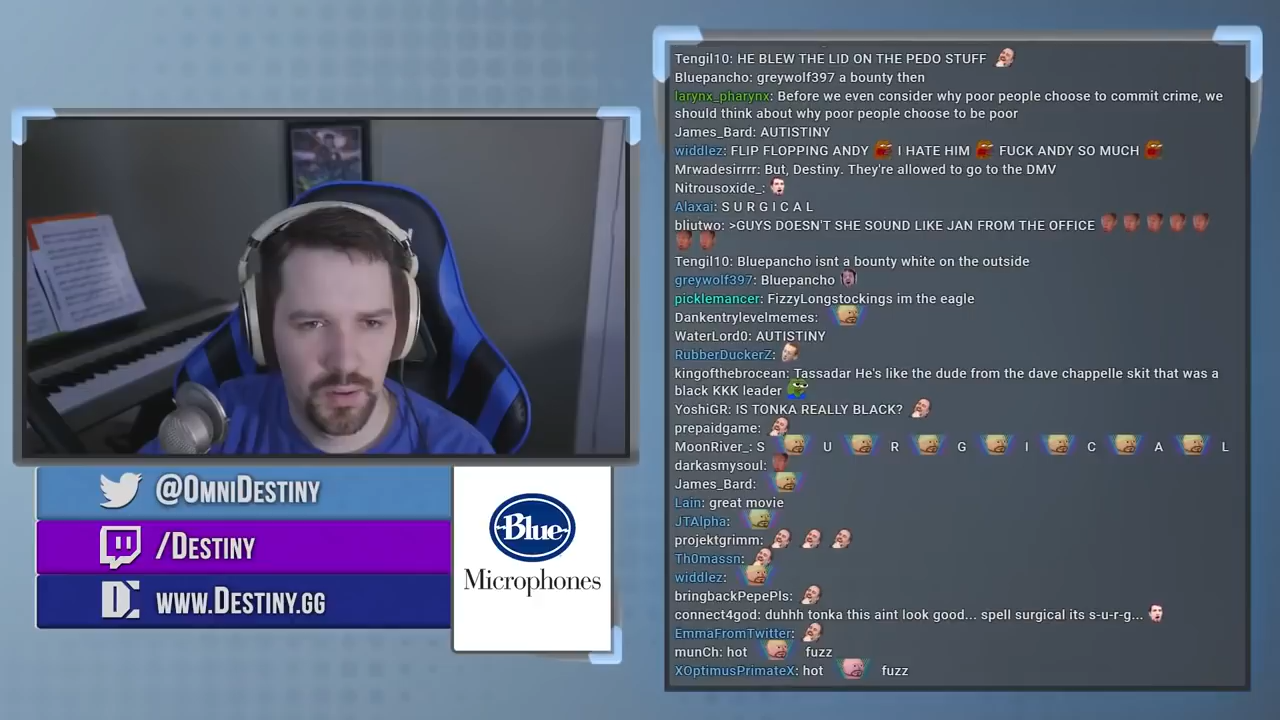 Tengil10: HE BLEW THE LID ON THE PEDO STUFF
Bluepancho: greywolf397 a bounty then
larynx_pharynx: Before we even consider why poor people choose to commit crime, we
should think about why poor people choose to be poor
James_Bard: AUTISTINY
widdlez: FLIP FLOPPING ANDY I HATE HIM FUCK ANDY SO MUCH
Mrwadesirrrr: But, Destiny. They're allowed to go to the DMV
Nitrousoxide_:
Alaxai: S U R G I C A L
bliutwo: >GUYS DOESN'T SHE SOUND LIKE JAN FROM THE OFFICE
Tengil10: Bluepancho isnt a bounty white on the outside
greywolf397: Bluepancho
picklemancer: FizzyLongstockings im the eagle
Dankentrylevelmemes:
WaterLord0: AUTISTINY
RubberDuckerZ:
kingofthebrocean: Tassadar He's like the dude from the dave chappelle skit that was a
black KKK leader
YoshiGR: IS TONKA REALLY BLACK?
prepaidgame:
MoonRiver_: S U R G I C A L
darkasmysoul:
James_Bard:
Lain: great movie
JTAlpha:
projektgrimm:
Th0massn:
widdlez:
bringbackPepePls:
connect4god: duhhh tonka this aint look good... spell surgical its s-u-r-g...
EmmaFromTwitter:
munCh: hot fuzz
XOptimusPrimateX: hot fuzz
@OmniDestiny
/Destiny
www.Destiny.gg
Blue
Microphones